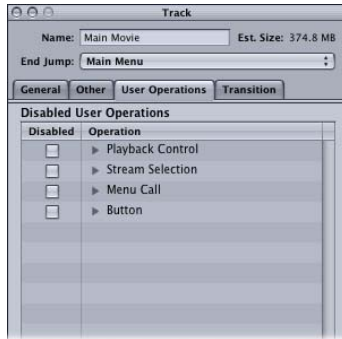 Track
Name: Main Movie Est. Size: 374.8 MB
End Jump: Main Menu
General Other User Operations Transition
Disabled User Operations
Disabled Operation
Playback Control
Stream Selection
Menu Call
Button